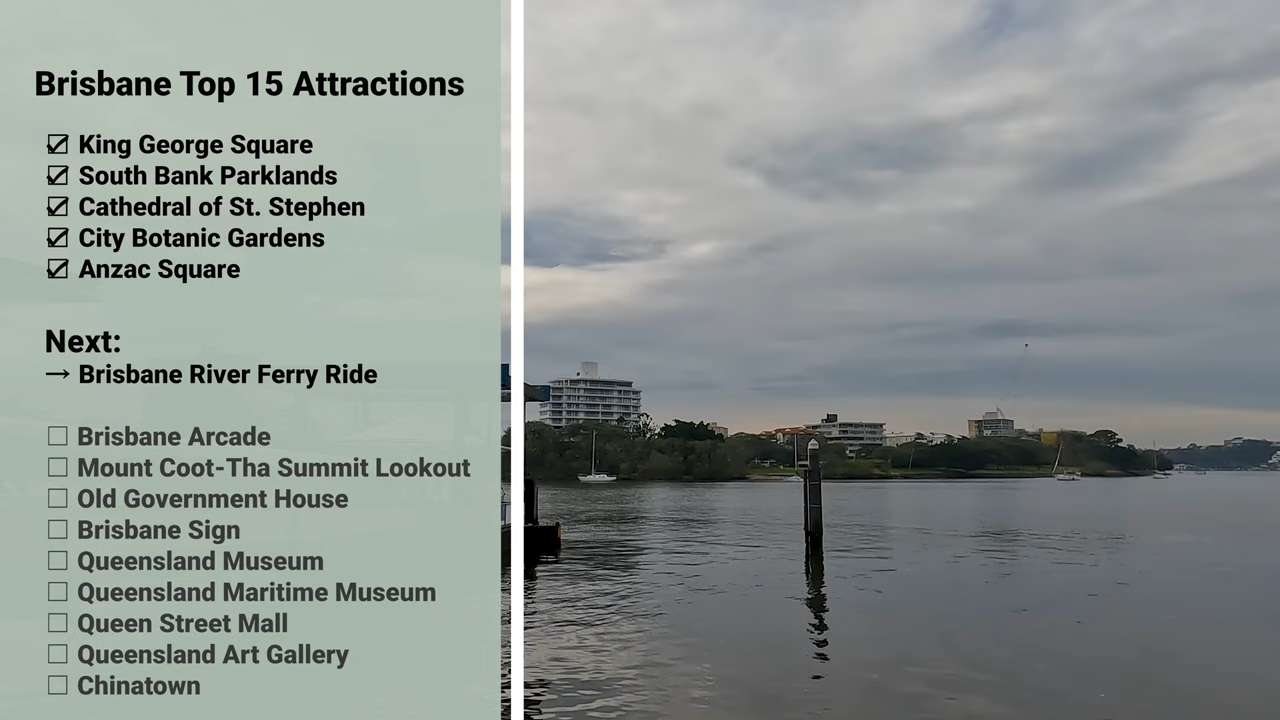 Brisbane Top 15 Attractions
☑ King George Square
☑ South Bank Parklands
☑ Cathedral of St. Stephen
☑ City Botanic Gardens
☑ Anzac Square
Next:
→ Brisbane River Ferry Ride
☐ Brisbane Arcade
☐ Mount Coot-Tha Summit Lookout
☐ Old Government House
☐ Brisbane Sign
☐ Queensland Museum
☐ Queensland Maritime Museum
☐ Queen Street Mall
☐ Queensland Art Gallery
☐ Chinatown